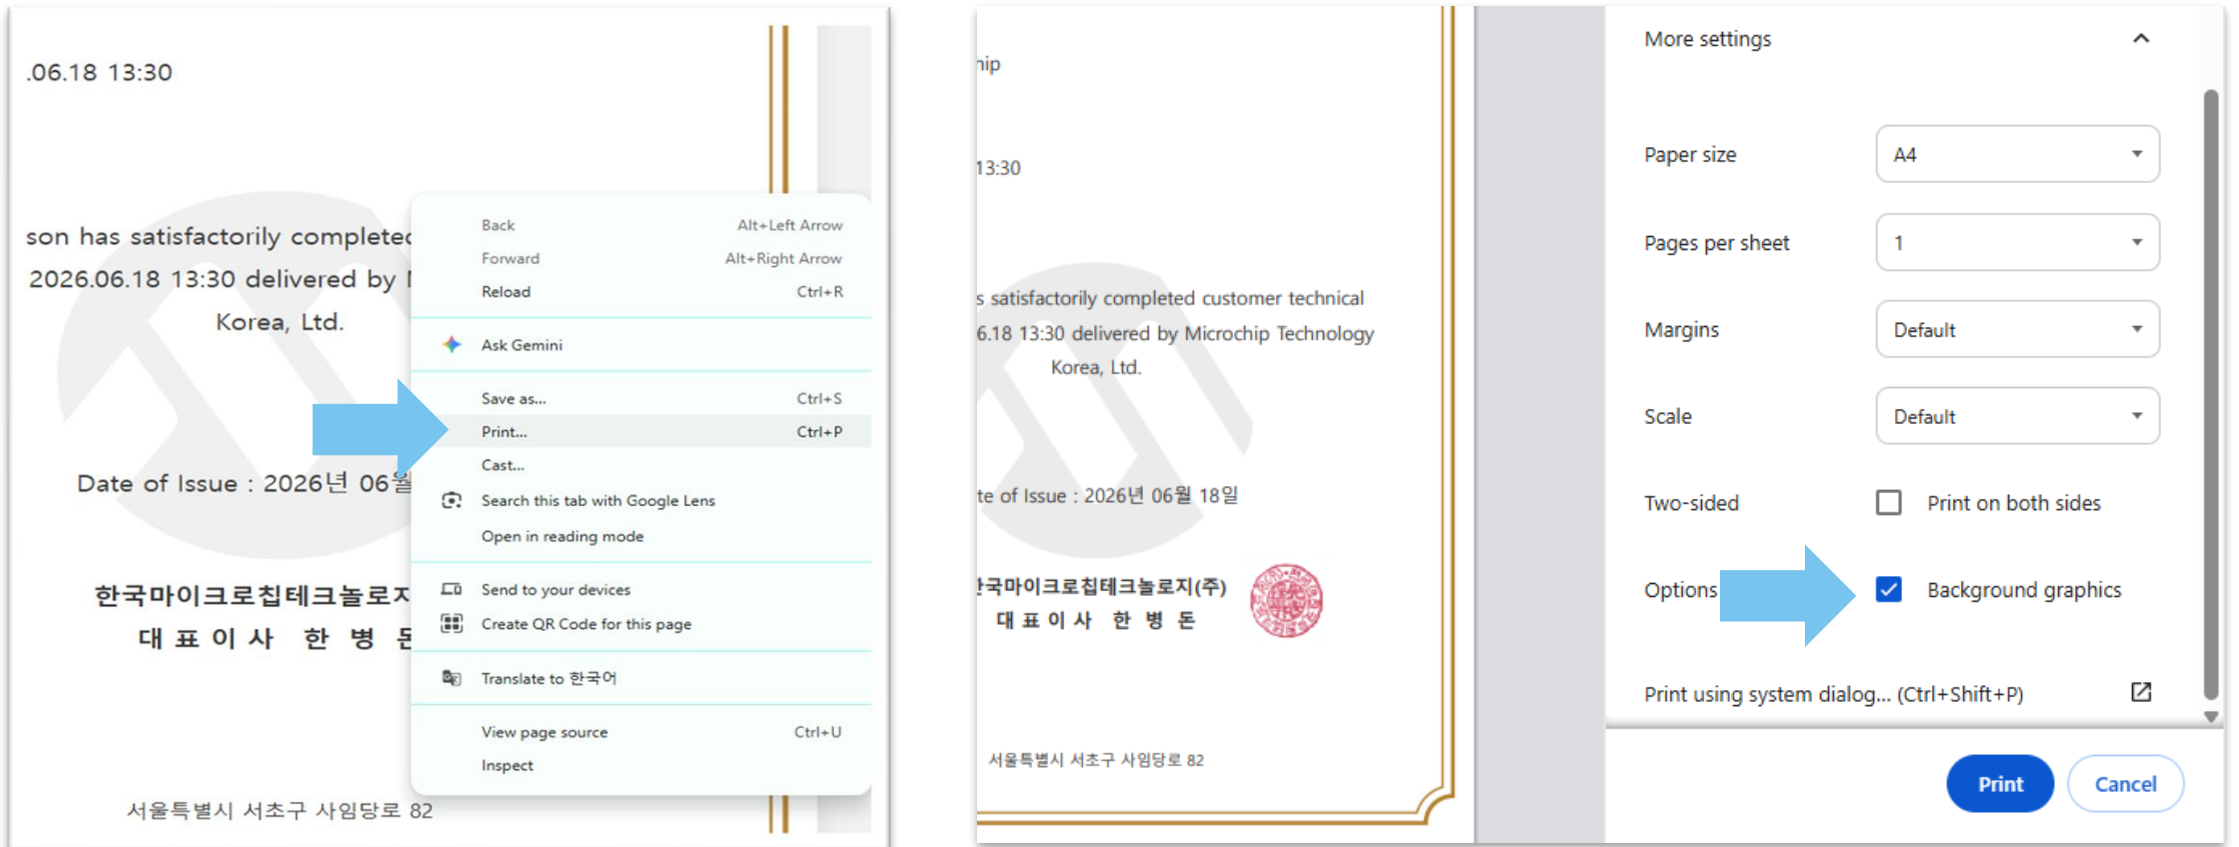 .06.18 13:30
son has satisfactorily completed
2026.06.18 13:30 delivered by
Korea, Ltd.
Date of Issue : 2026년 06월
한국마이크로칩테크놀로지
대 표 이 사 한 병 돈
서울특별시 서초구 사임당로 82
Back Alt+Left Arrow
Forward Alt+Right Arrow
Reload Ctrl+R
Ask Gemini
Save as... Ctrl+S
Print... Ctrl+P
Cast...
Search this tab with Google Lens
Open in reading mode
Send to your devices
Create QR Code for this page
Translate to 한국어
View page source Ctrl+U
Inspect
hip
13:30
s satisfactorily completed customer technical
6.18 13:30 delivered by Microchip Technology
Korea, Ltd.
te of Issue : 2026년 06월 18일
한국마이크로칩테크놀로지(주)
대 표 이 사 한 병 돈
서울특별시 서초구 사임당로 82
More settings
Paper size A4
Pages per sheet 1
Margins Default
Scale Default
Two-sided Print on both sides
Options Background graphics
Print using system dialog... (Ctrl+Shift+P)
Print Cancel